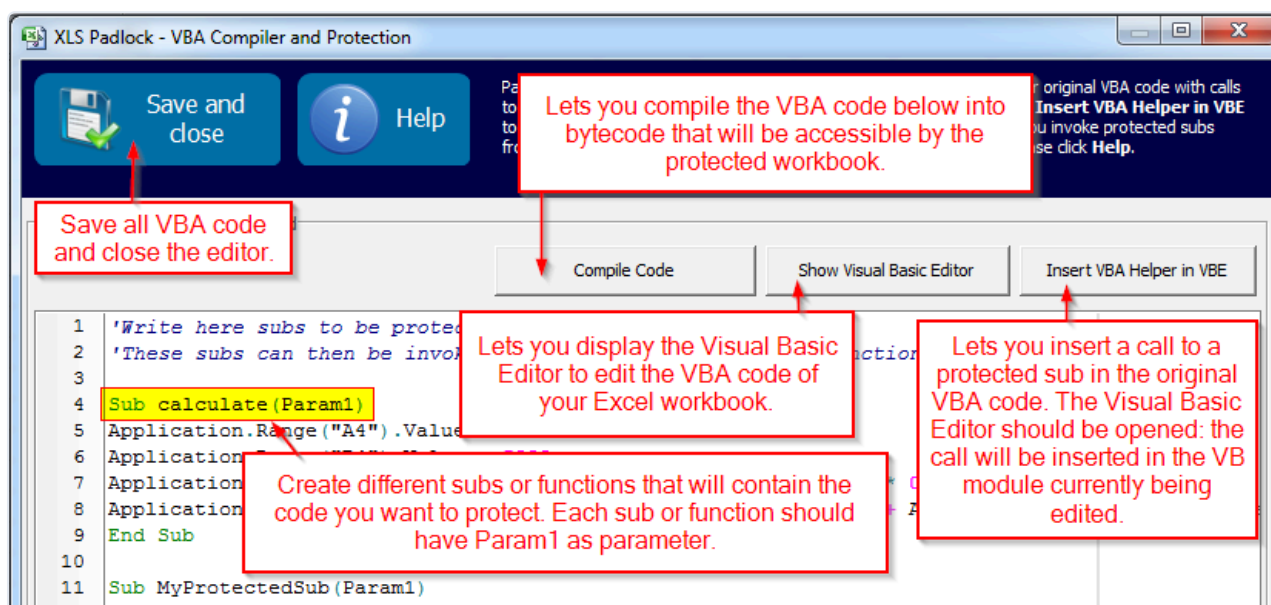 XLS Padlock - VBA Compiler and Protection
Save and
close
Help
Pa
to
to
fro
original VBA code with calls
Insert VBA Helper in VBE
u invoke protected subs
se click Help.
Lets you compile the VBA code below into
bytecode that will be accessible by the
protected workbook.
Save all VBA code
and close the editor.
Compile Code
Show Visual Basic Editor
Insert VBA Helper in VBE
1 'Write here subs to be protec
2 'These subs can then be invok
nction
3
4 Sub calculate(Param1)
5 Application.Range("A4").Value
6 Application
7 Application
8 Application
9 End Sub
10
11 Sub MyProtectedSub(Param1)
Lets you display the Visual Basic
Editor to edit the VBA code of
your Excel workbook.
Lets you insert a call to a
protected sub in the original
VBA code. The Visual Basic
Editor should be opened: the
call will be inserted in the VB
module currently being
edited.
Create different subs or functions that will contain the
code you want to protect. Each sub or function should
have Param1 as parameter.